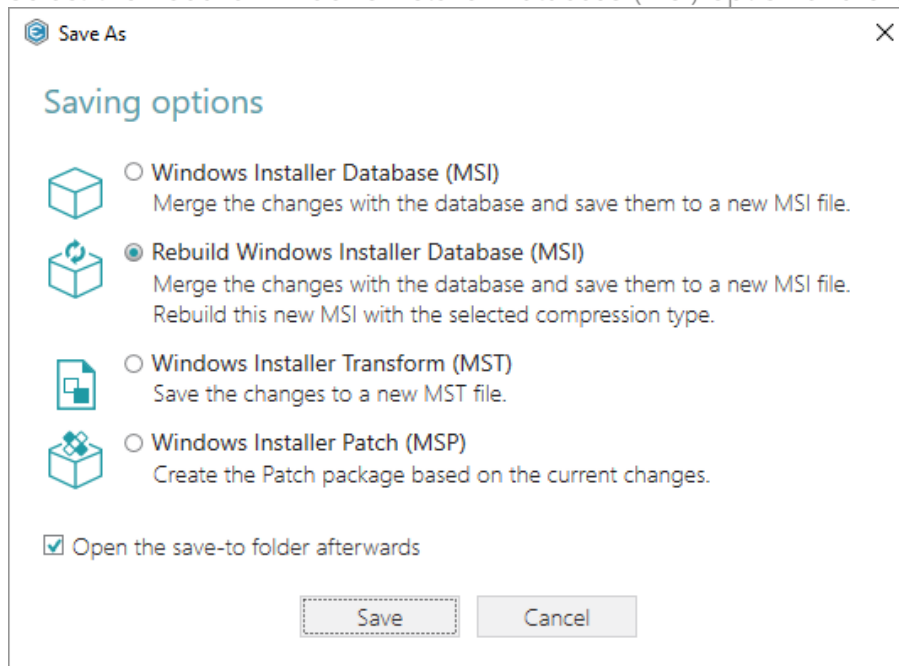 Save As
Saving options
Windows Installer Database (MSI)
Merge the changes with the database and save them to a new MSI file.
Rebuild Windows Installer Database (MSI)
Merge the changes with the database and save them to a new MSI file.
Rebuild this new MSI with the selected compression type.
Windows Installer Transform (MST)
Save the changes to a new MST file.
Windows Installer Patch (MSP)
Create the Patch package based on the current changes.
Open the save-to folder afterwards
Save
Cancel